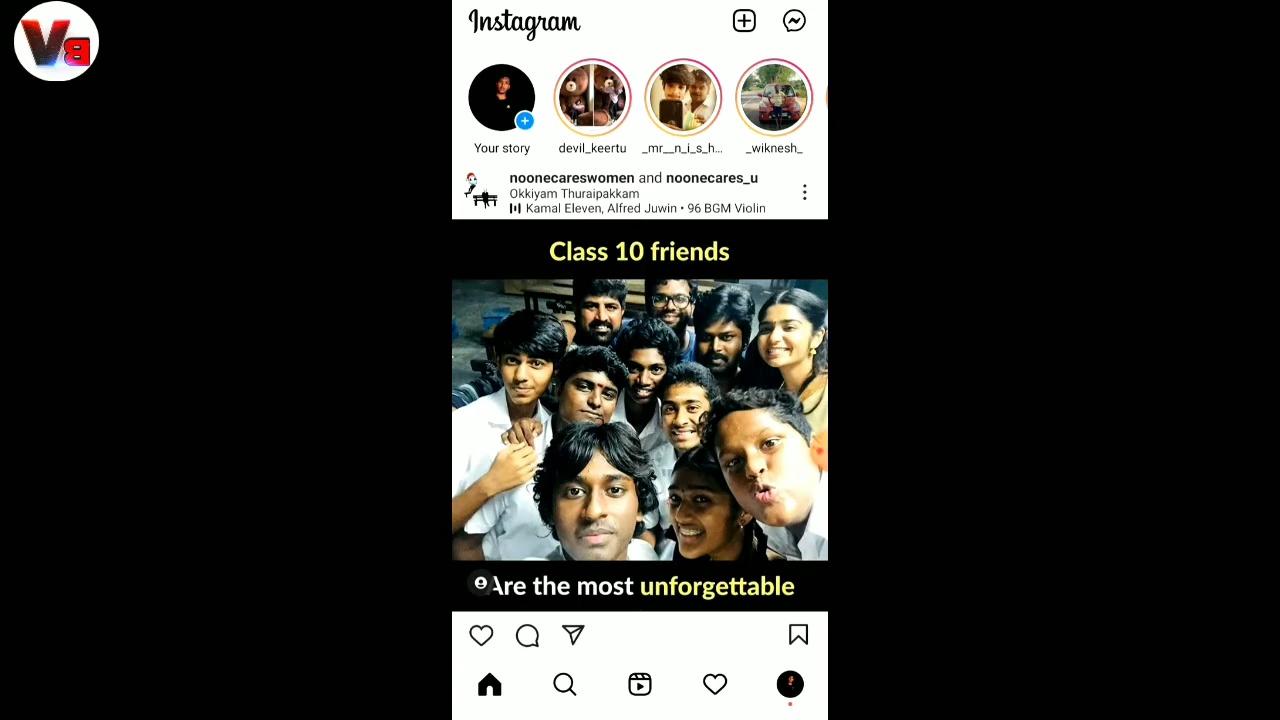 VB
Instagram
Your story
devil_keertu
_mr__n_i_s_h...
_wiknesh_
noonecareswomen and noonecares_u
Okkiyam Thuraipakkam
Kamal Eleven, Alfred Juwin • 96 BGM Violin
Class 10 friends
Are the most unforgettable